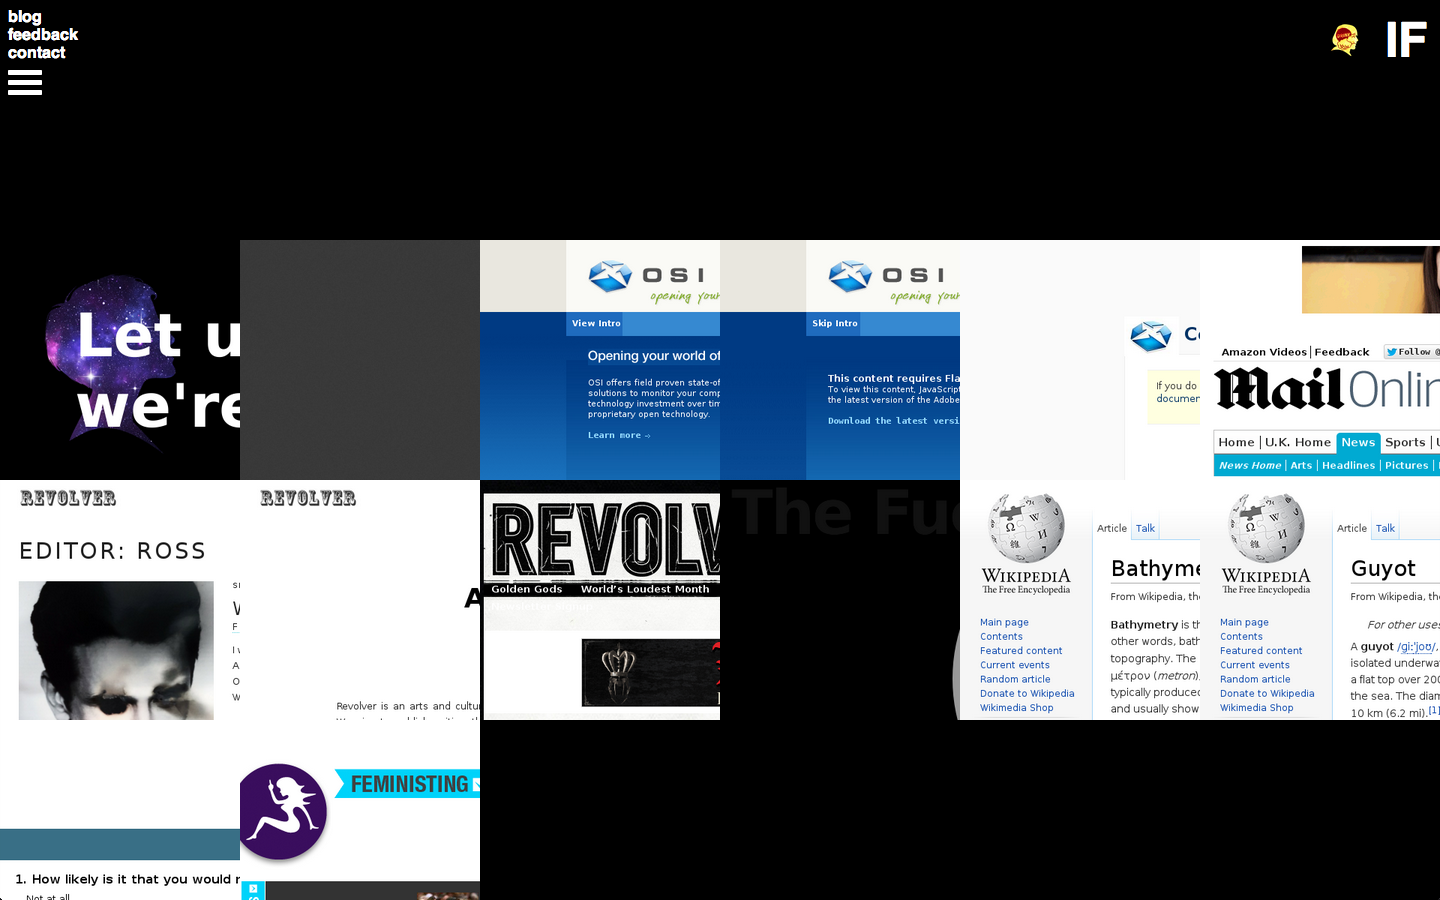 blog
feedback
contact
IF
Let u
we're
OSI
opening your
View Intro
Opening your world of
OSI offers field proven state-of
solutions to monitor your comp
technology investment over tim
proprietary open technology.
Learn more
OSI
opening your
Skip Intro
This content requires Fla
To view this content, JavaScript
the latest version of the Adobe
Download the latest versi
Co
If you do
documen
Amazon Videos | Feedback
Follow @
Mail Onlin
Home | U.K. Home News Sports | U
News Home | Arts | Headlines | Pictures |
REVOLVER
EDITOR: ROSS
REVOLVER
A
Revolver is an arts and cultur
REVOLV
Golden Gods World's Loudest Month
Newsletter Signup
The Fu
WIKIPEDIA
The Free Encyclopedia
Main page
Contents
Featured content
Current events
Random article
Donate to Wikipedia
Wikimedia Shop
Article Talk
Bathyme
From Wikipedia, the
Bathymetry is th
other words, bath
topography. The
μέτρον (metron),
typically produced
and usually show
WIKIPEDIA
The Free Encyclopedia
Main page
Contents
Featured content
Current events
Random article
Donate to Wikipedia
Wikimedia Shop
Article Talk
Guyot
From Wikipedia, the
For other uses
A guyot /ɡiːˈjoʊ/,
isolated underwa
a flat top over 200
the sea. The diam
10 km (6.2 mi).[1]
1. How likely is it that you would r
Not at all
FEMINISTING